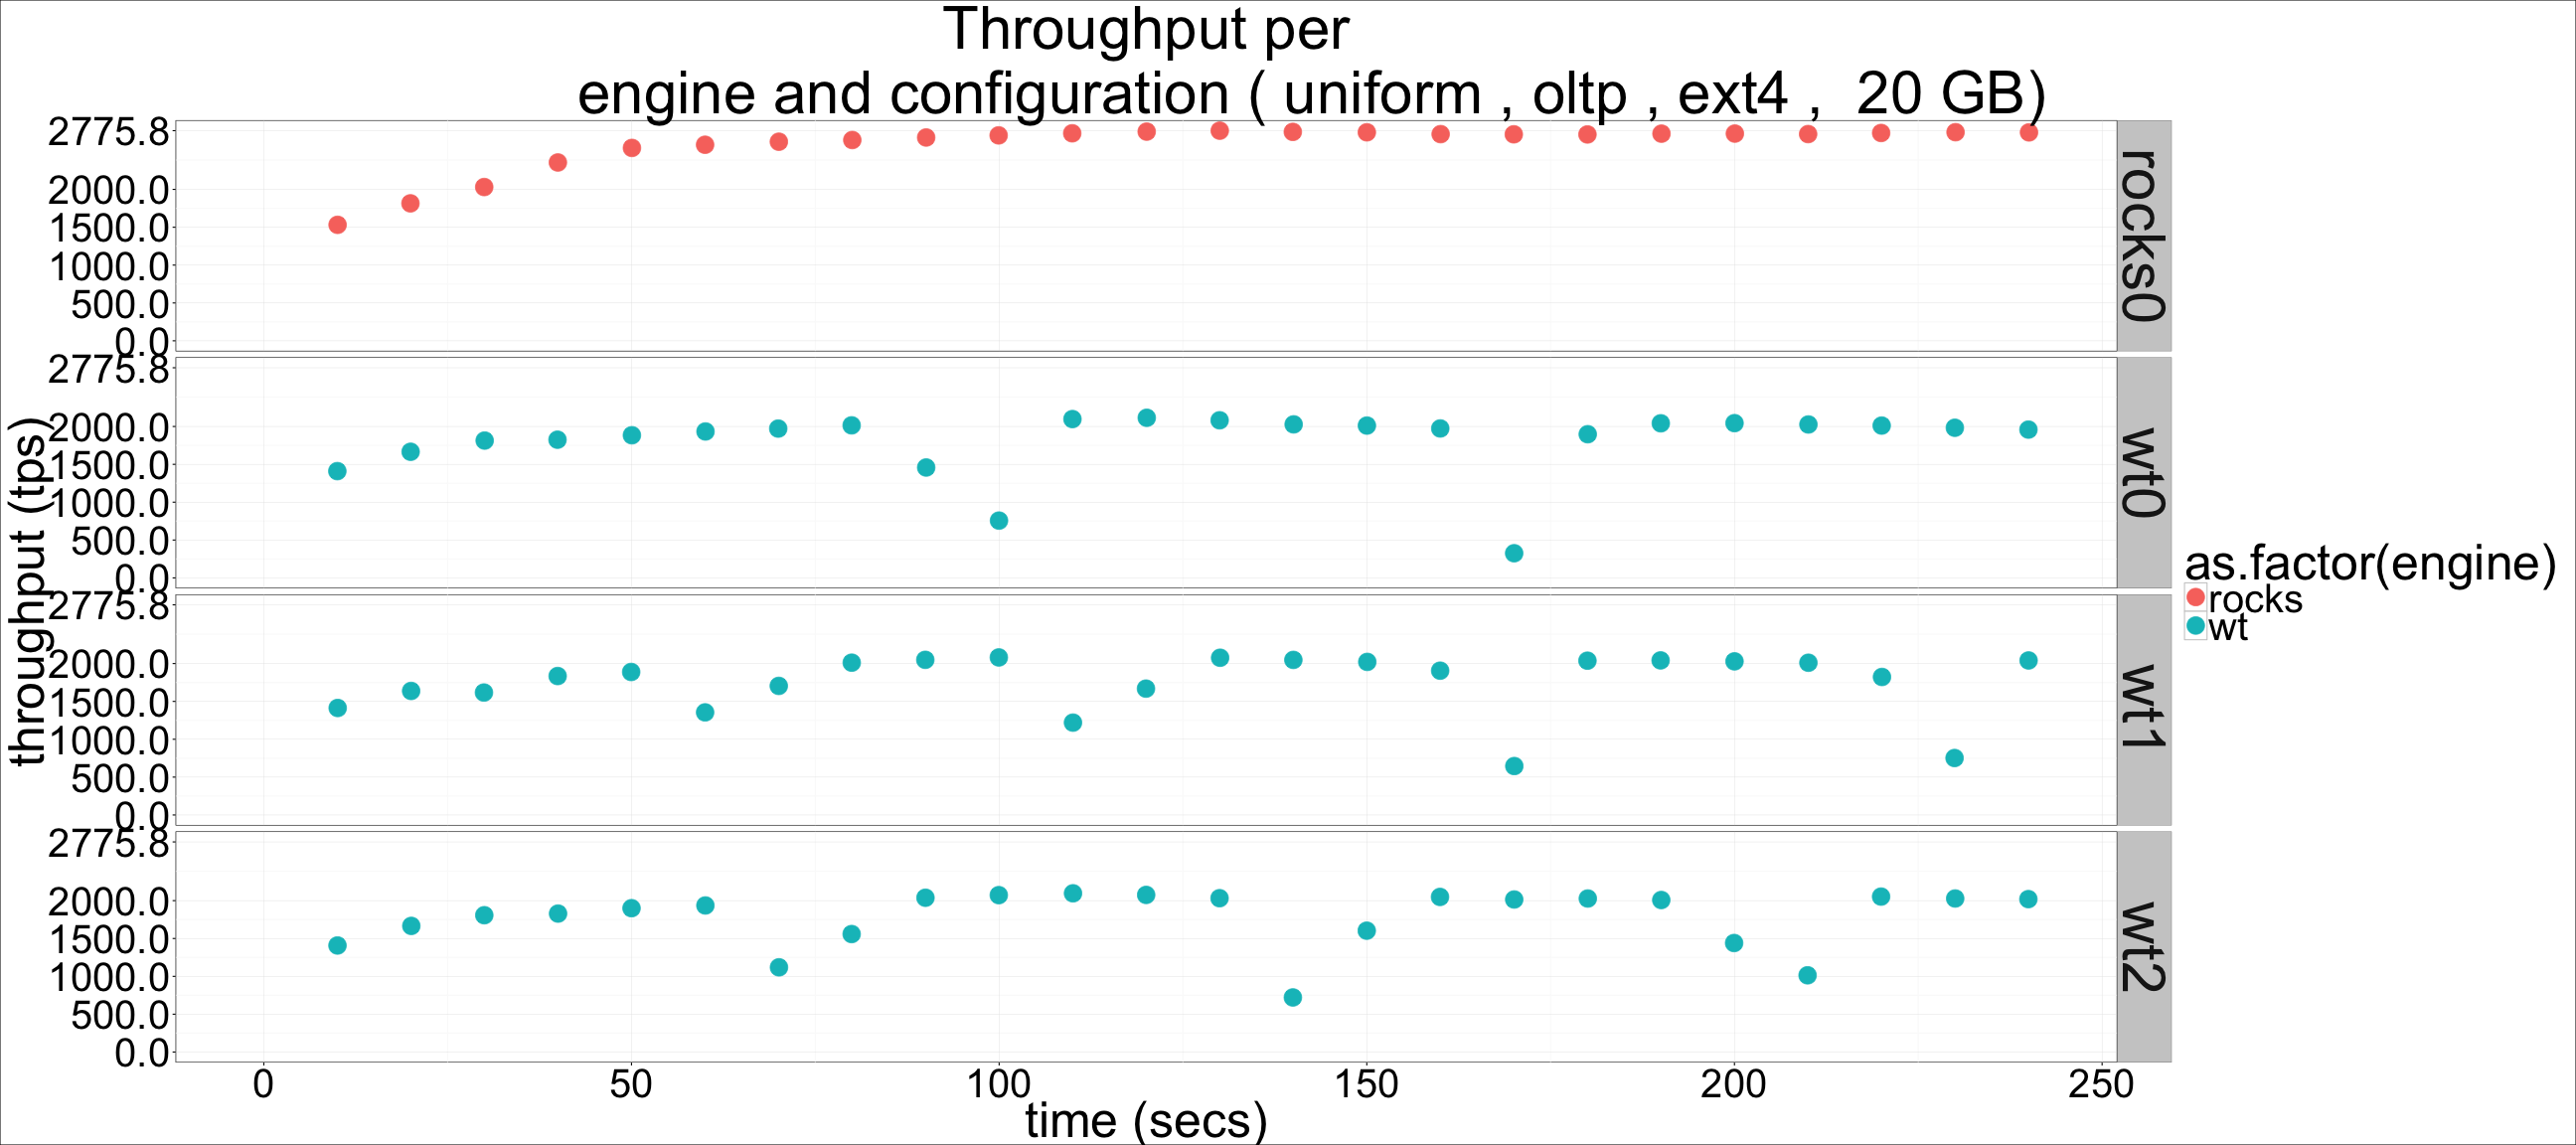 Throughput per
engine and configuration ( uniform , oltp , ext4 ,  20 GB)
throughput (tps)
2775.8
2000.0
1500.0
1000.0
500.0
0.0
rocks0
2775.8
2000.0
1500.0
1000.0
500.0
0.0
wt0
2775.8
2000.0
1500.0
1000.0
500.0
0.0
wt1
2775.8
2000.0
1500.0
1000.0
500.0
0.0
wt2
0 50 100 150 200 250
time (secs)
as.factor(engine)
rocks
wt